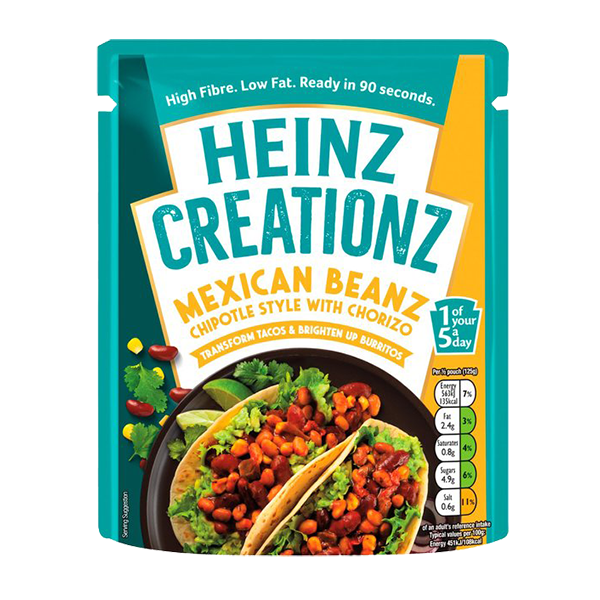 High Fibre. Low Fat. Ready in 90 seconds.
HEINZ
CREATIONZ
MEXICAN BEANZ
CHIPOTLE STYLE WITH CHORIZO
TRANSFORM TACOS & BRIGHTEN UP BURRITOS
1 of
your
5 a
day
Per ½ pouch (125g)
Energy
563kJ
135kcal
7%
Fat
2.4g
3%
Saturates
0.8g
4%
Sugars
4.9g
6%
Salt
0.6g
11%
of an adult's reference intake
Typical values per 100g:
Energy 451kJ/108kcal
Serving Suggestion